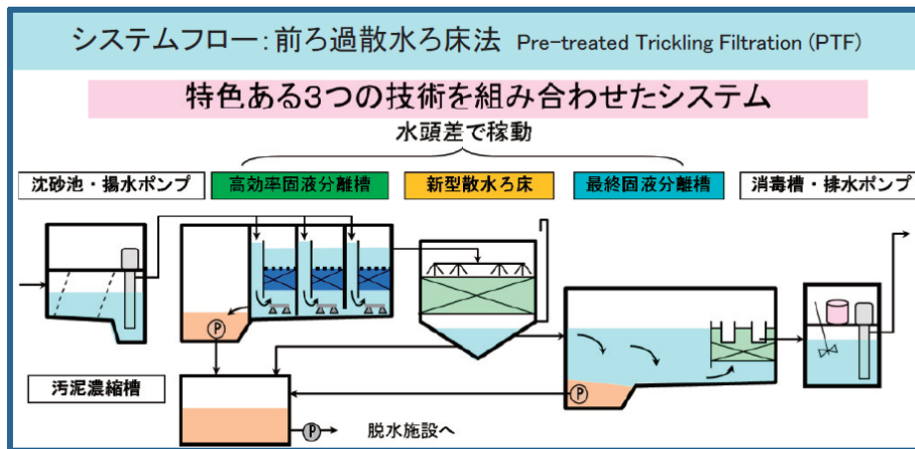 システムフロー：前ろ過散水ろ床法 Pre-treated Trickling Filtration (PTF)
特色ある3つの技術を組み合わせたシステム
水頭差で稼動
沈砂池・揚水ポンプ
高効率固液分離槽
新型散水ろ床
最終固液分離槽
消毒槽・排水ポンプ
P
P
汚泥濃縮槽
P
脱水施設へ